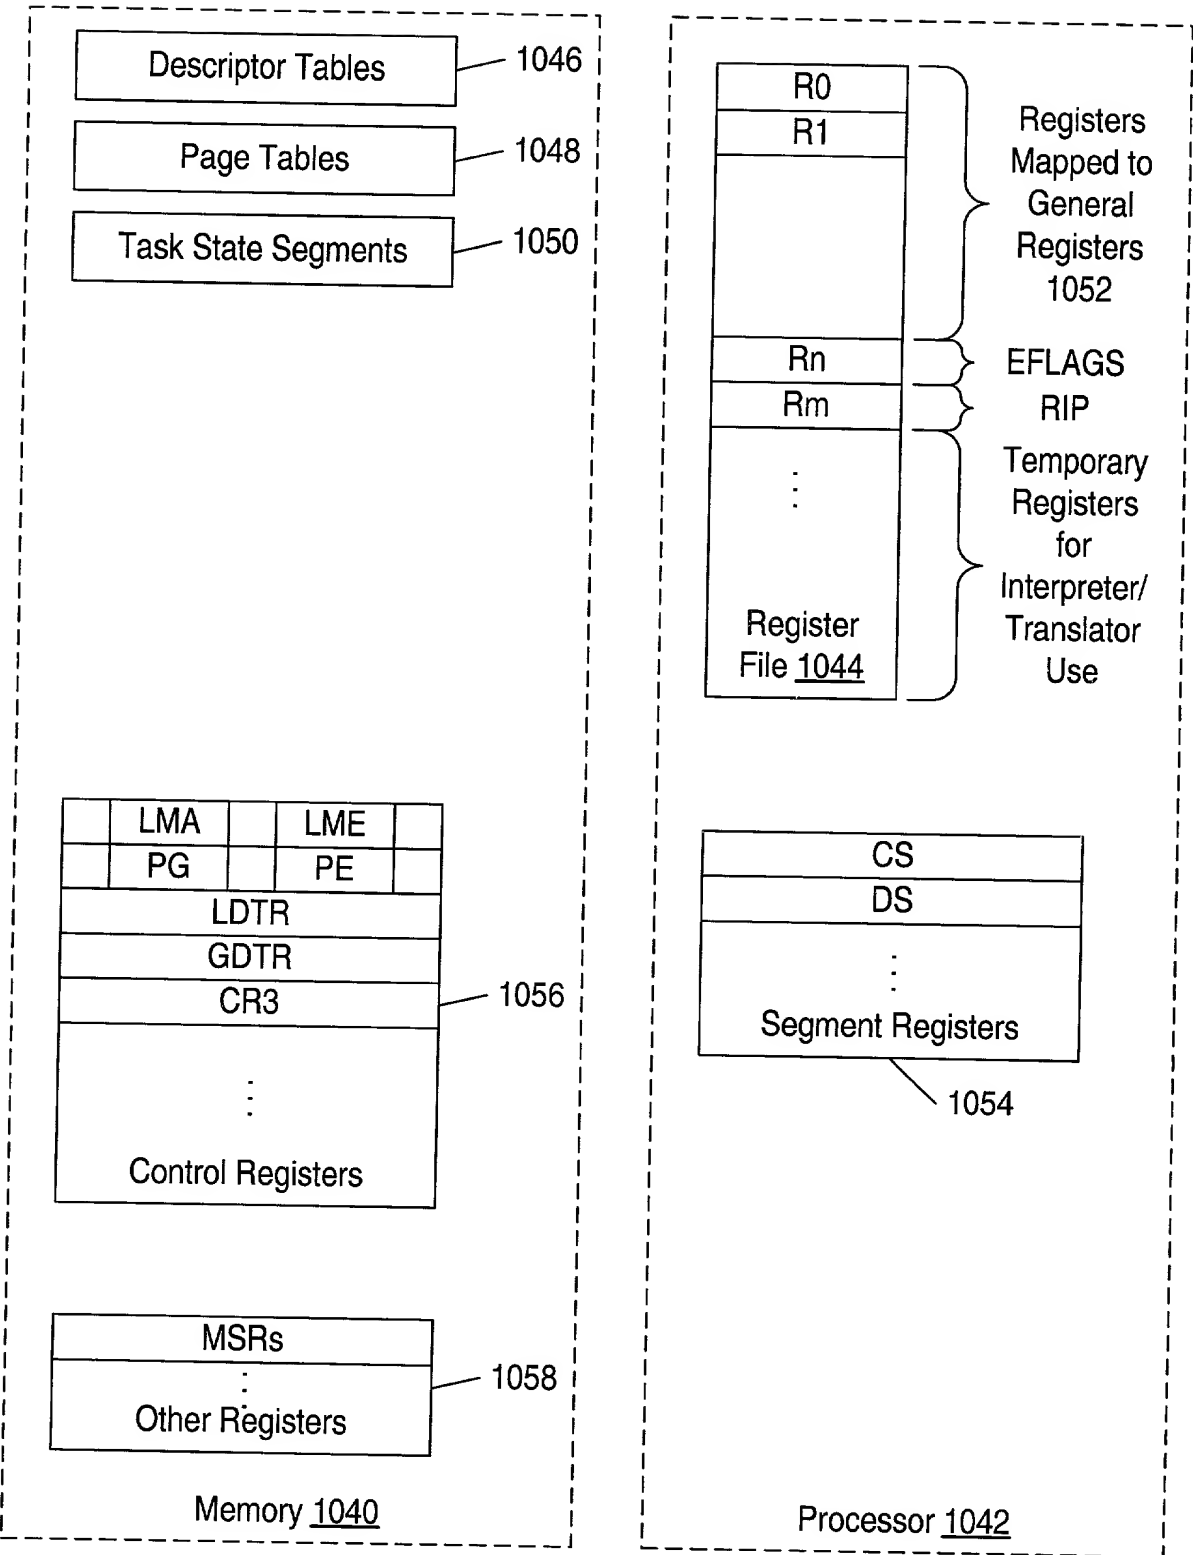 Descriptor Tables
1046
Page Tables
1048
Task State Segments
1050
LMA LME
PG PE
LDTR
GDTR
CR3
1056
Control Registers
MSRs
1058
Other Registers
Memory 1040
R0
R1
Registers
Mapped to
General
Registers
1052
Rn
EFLAGS
Rm
RIP
Temporary
Registers
for
Interpreter/
Translator
Use
Register
File 1044
CS
DS
Segment Registers
1054
Processor 1042